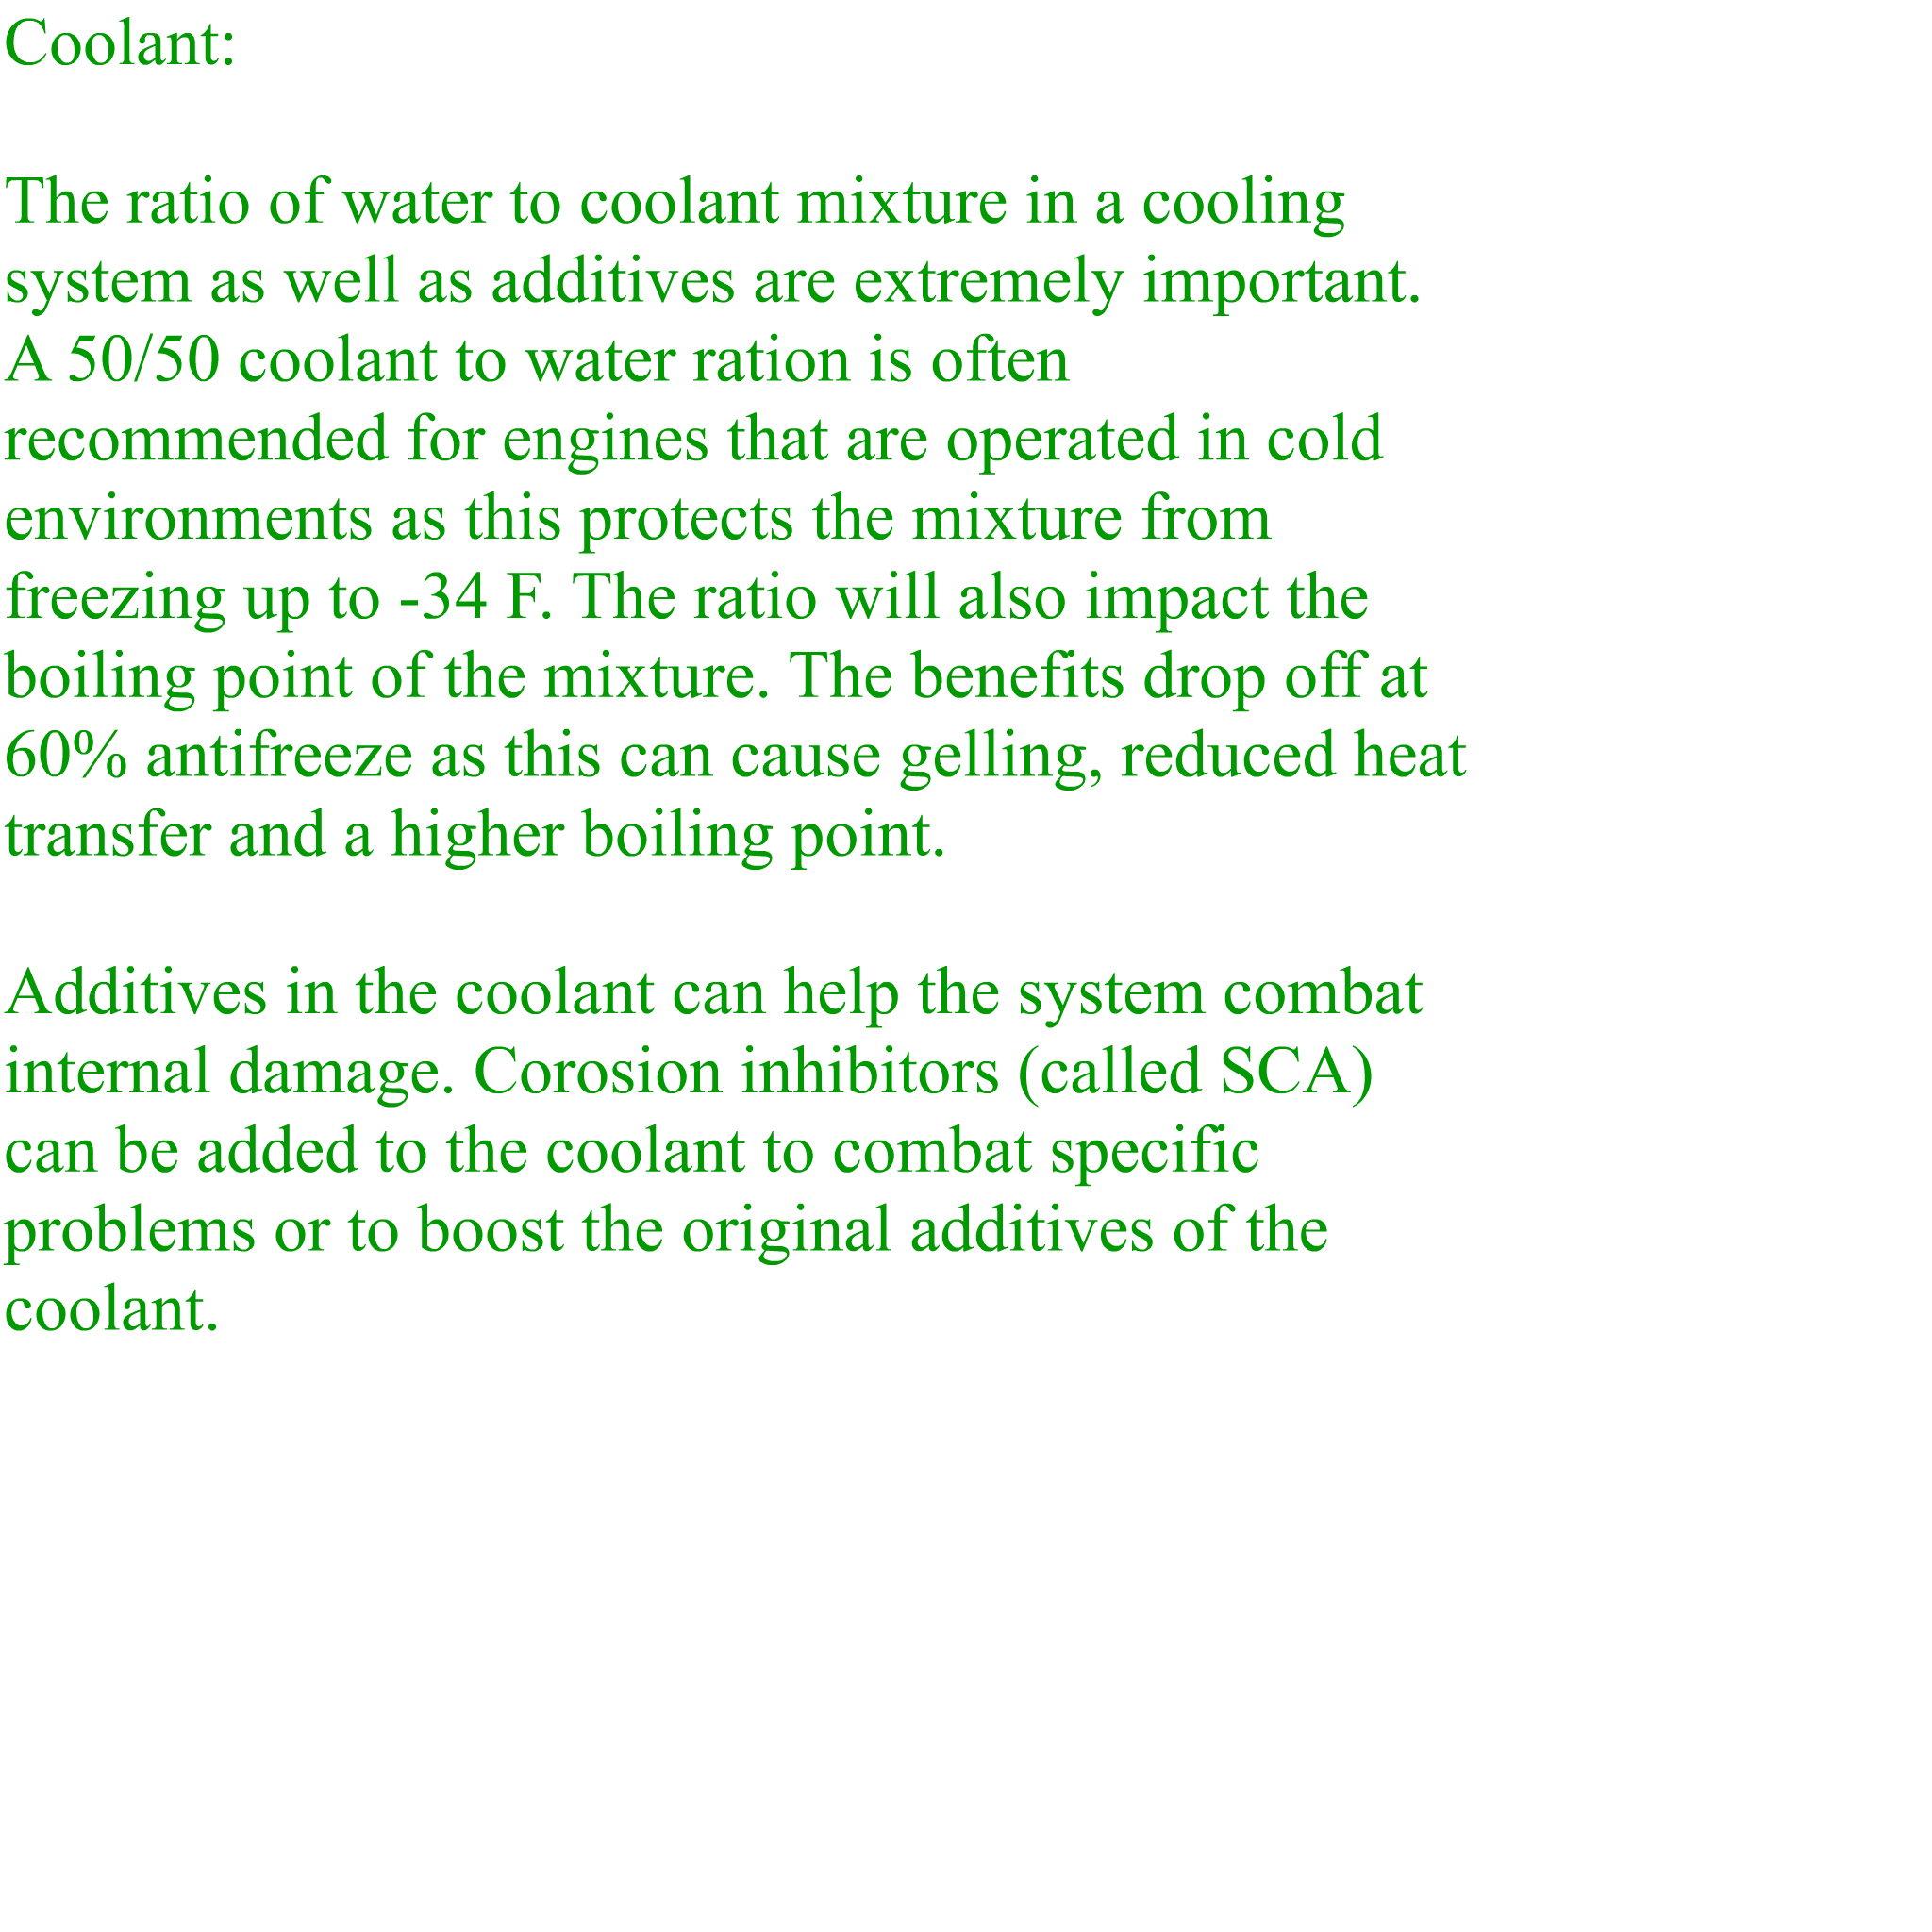 Coolant:
The ratio of water to coolant mixture in a cooling
system as well as additives are extremely important.
A 50/50 coolant to water ration is often
recommended for engines that are operated in cold
environments as this protects the mixture from
freezing up to -34 F. The ratio will also impact the
boiling point of the mixture. The benefits drop off at
60% antifreeze as this can cause gelling, reduced heat
transfer and a higher boiling point.
Additives in the coolant can help the system combat
internal damage. Corosion inhibitors (called SCA)
can be added to the coolant to combat specific
problems or to boost the original additives of the
coolant.